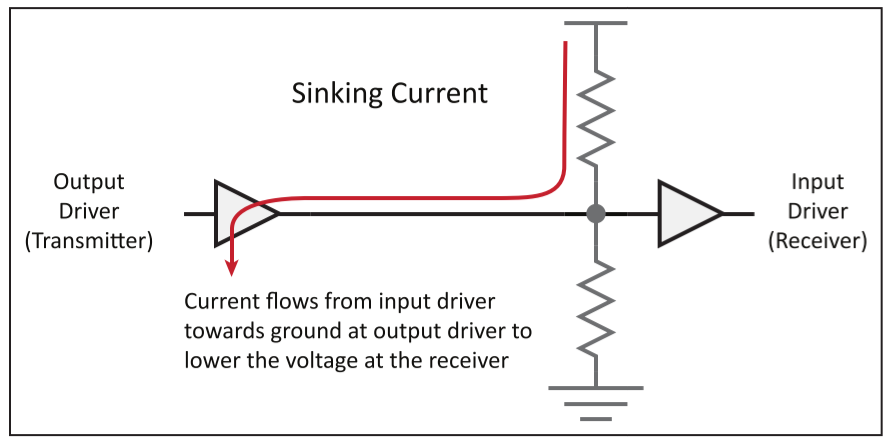 Sinking Current
Output
Driver
(Transmitter)
Input
Driver
(Receiver)
Current flows from input driver
towards ground at output driver to
lower the voltage at the receiver